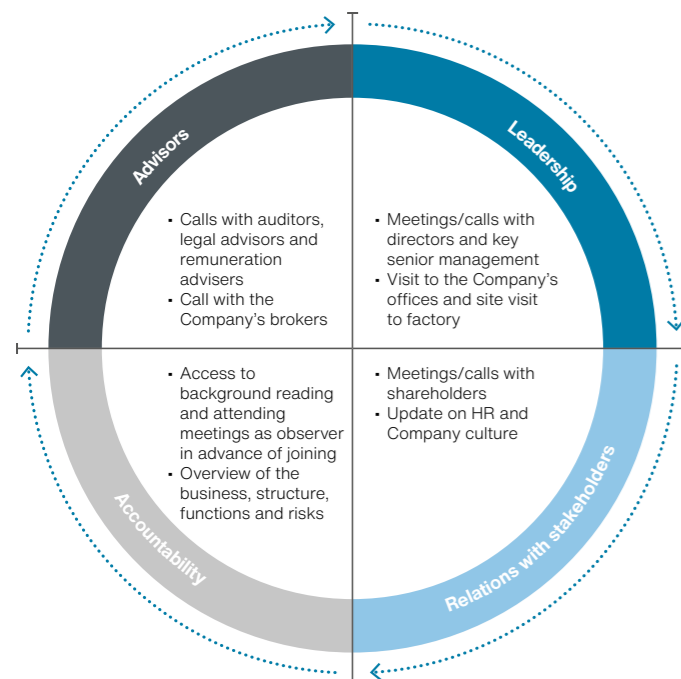 Advisors
▪ Calls with auditors,
legal advisors and
remuneration
advisers
▪ Call with the
Company’s brokers
Leadership
▪ Meetings/calls with
directors and key
senior management
▪ Visit to the Company’s
offices and site visit
to factory
Accountability
▪ Access to
background reading
and attending
meetings as observer
in advance of joining
▪ Overview of the
business, structure,
functions and risks
▪ Meetings/calls with
shareholders
▪ Update on HR and
Company culture
Relations with stakeholders